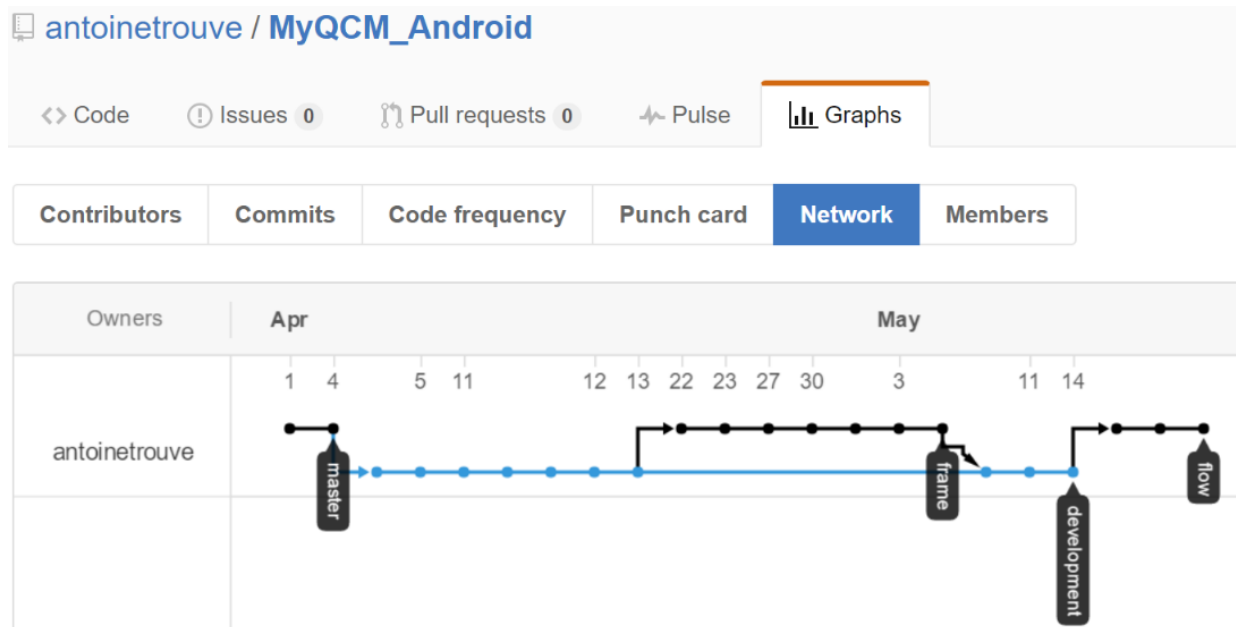 antoinetrouve / MyQCM_Android
Code Issues 0 Pull requests 0 Pulse Graphs
Contributors Commits Code frequency Punch card Network Members
Owners Apr May
1 4 5 11 12 13 22 23 27 30 3 11 14
antoinetrouve
master
frame
flow
development